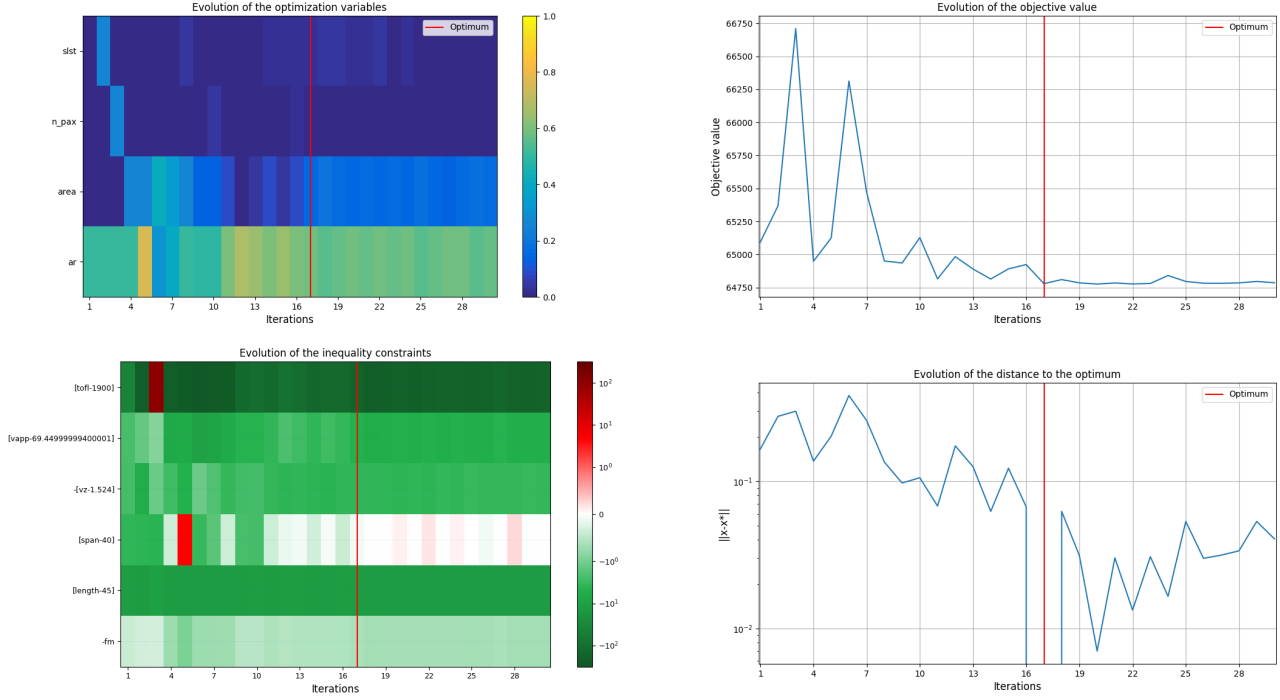 Evolution of the optimization variables
slst
n_pax
area
ar
1 4 7 10 13 16 19 22 25 28
Iterations
Optimum
1.0
0.8
0.6
0.4
0.2
0.0
Evolution of the objective value
Objective value
66750
66500
66250
66000
65750
65500
65250
65000
64750
1 4 7 10 13 16 19 22 25 28
Iterations
Optimum
Evolution of the inequality constraints
[tofl-1900]
[vapp-69.44999999400001]
-[vz-1.524]
[span-40]
[length-45]
-fm
1 4 7 10 13 16 19 22 25 28
Iterations
10²
10¹
10⁰
0
−10⁰
−10¹
−10²
Evolution of the distance to the optimum
||x-x*||
10⁻¹
10⁻²
1 4 7 10 13 16 19 22 25 28
Iterations
Optimum